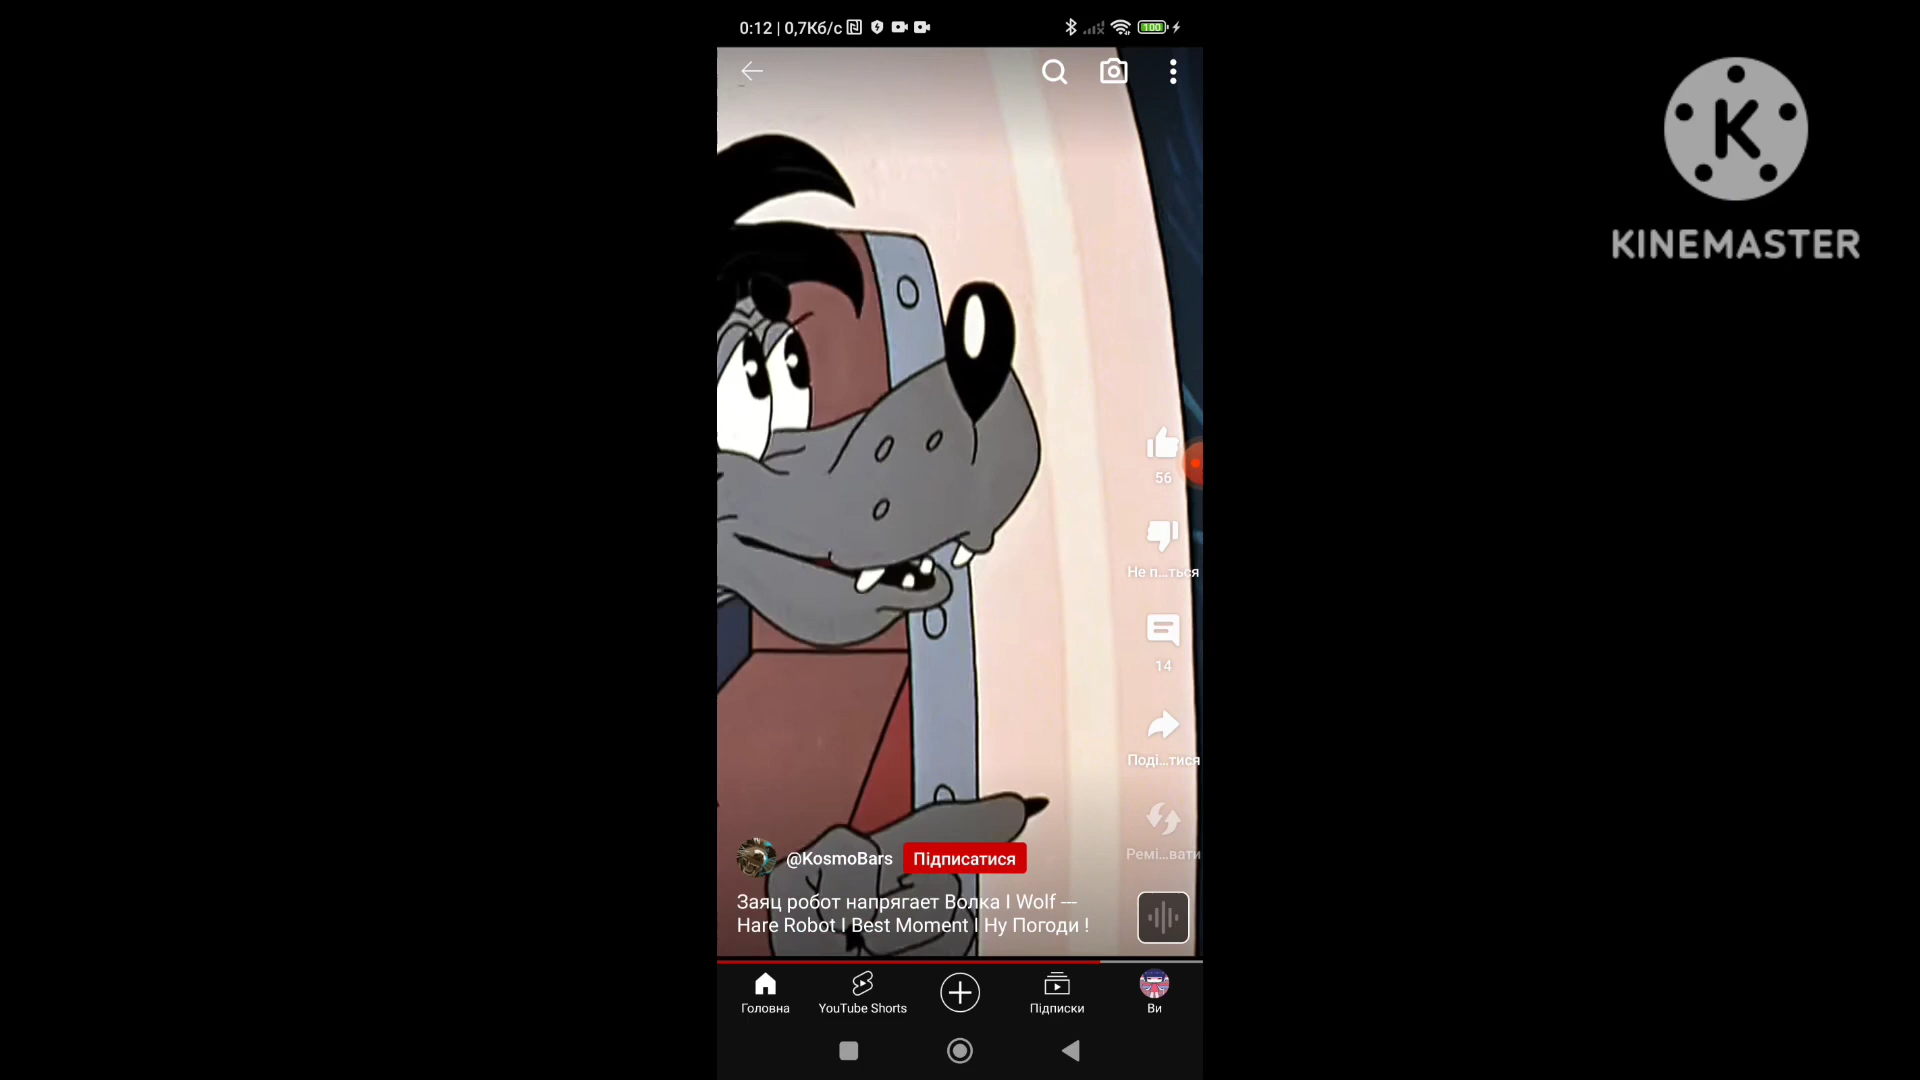 0:12 | 0,7Кб/с
100
K
KINEMASTER
56
Не п...ться
14
Поді...тися
Ремі...вати
@KosmoBars Підписатися
Заяц робот напрягает Волка I Wolf ---
Hare Robot I Best Moment I Ну Погоди !
Головна
YouTube Shorts
Підписки
Ви